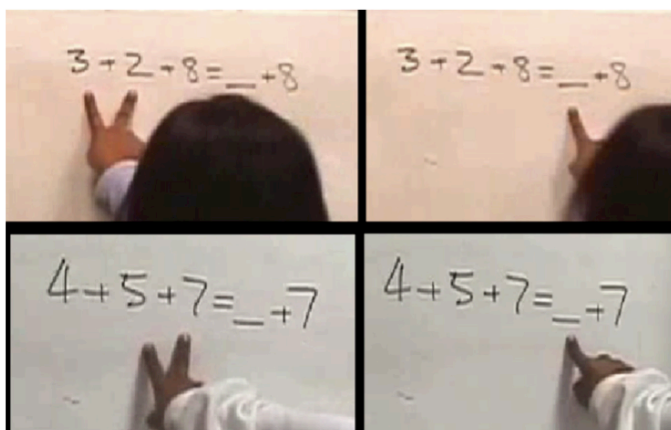 3 + 2 + 8 = _ + 8
3 + 2 + 8 = _ + 8
4 + 5 + 7 = _ + 7
4 + 5 + 7 = _ + 7